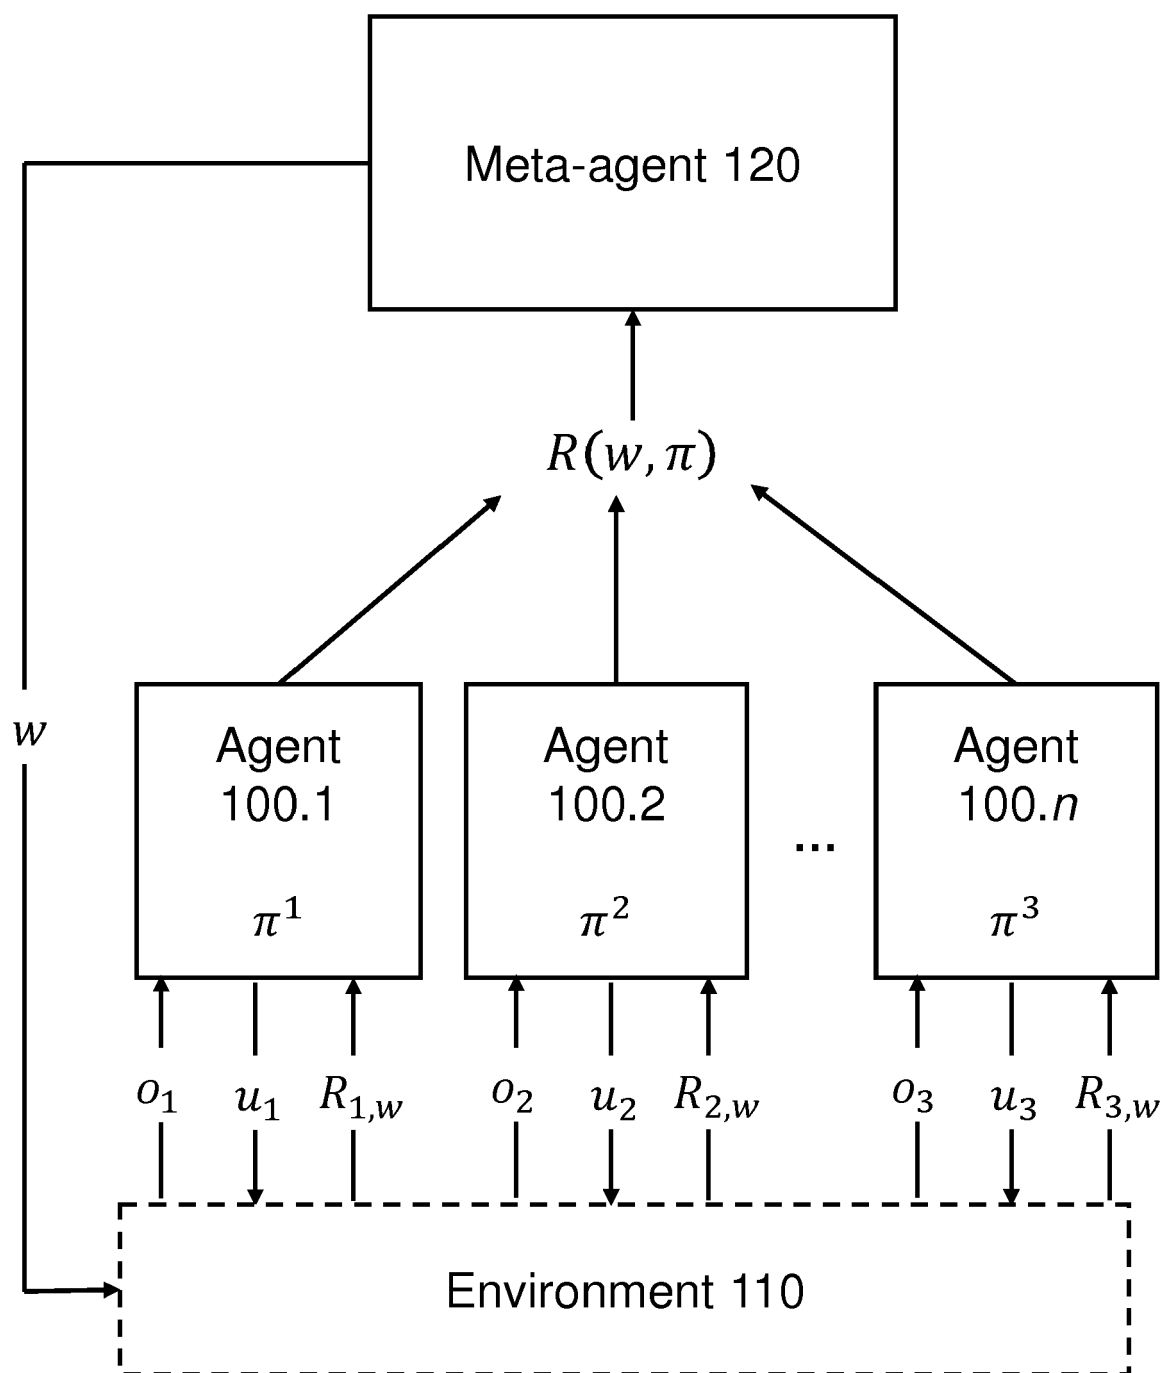 Meta-agent 120
R(w, π)
w
Agent
100.1
π¹
Agent
100.2
π²
...
Agent
100.n
π³
o₁ u₁ R₁,w o₂ u₂ R₂,w o₃ u₃ R₃,w
Environment 110